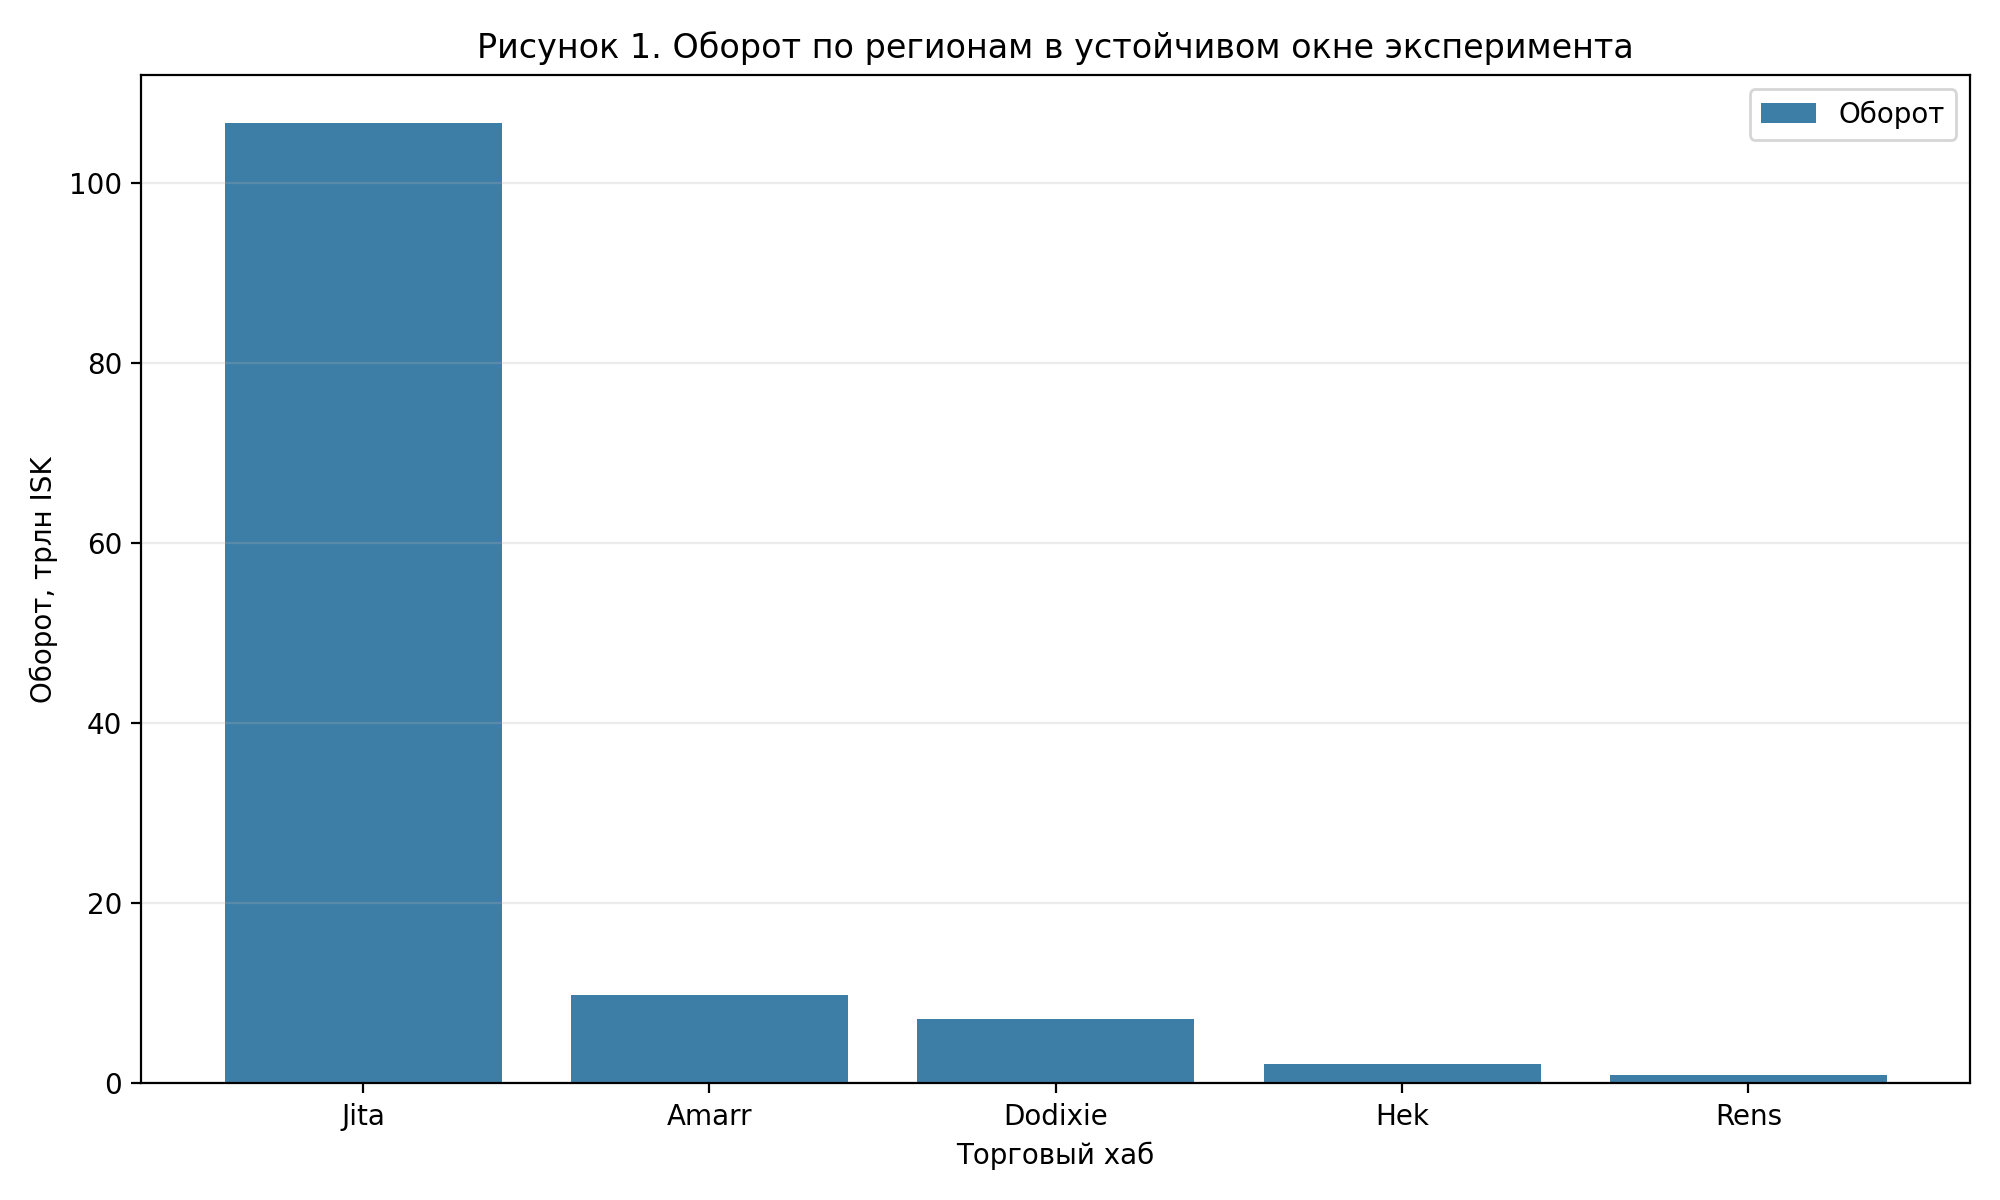 Рисунок 1. Оборот по регионам в устойчивом окне эксперимента
Оборот
Оборот, трлн ISK
100
80
60
40
20
0
Jita
Amarr
Dodixie
Hek
Rens
Торговый хаб